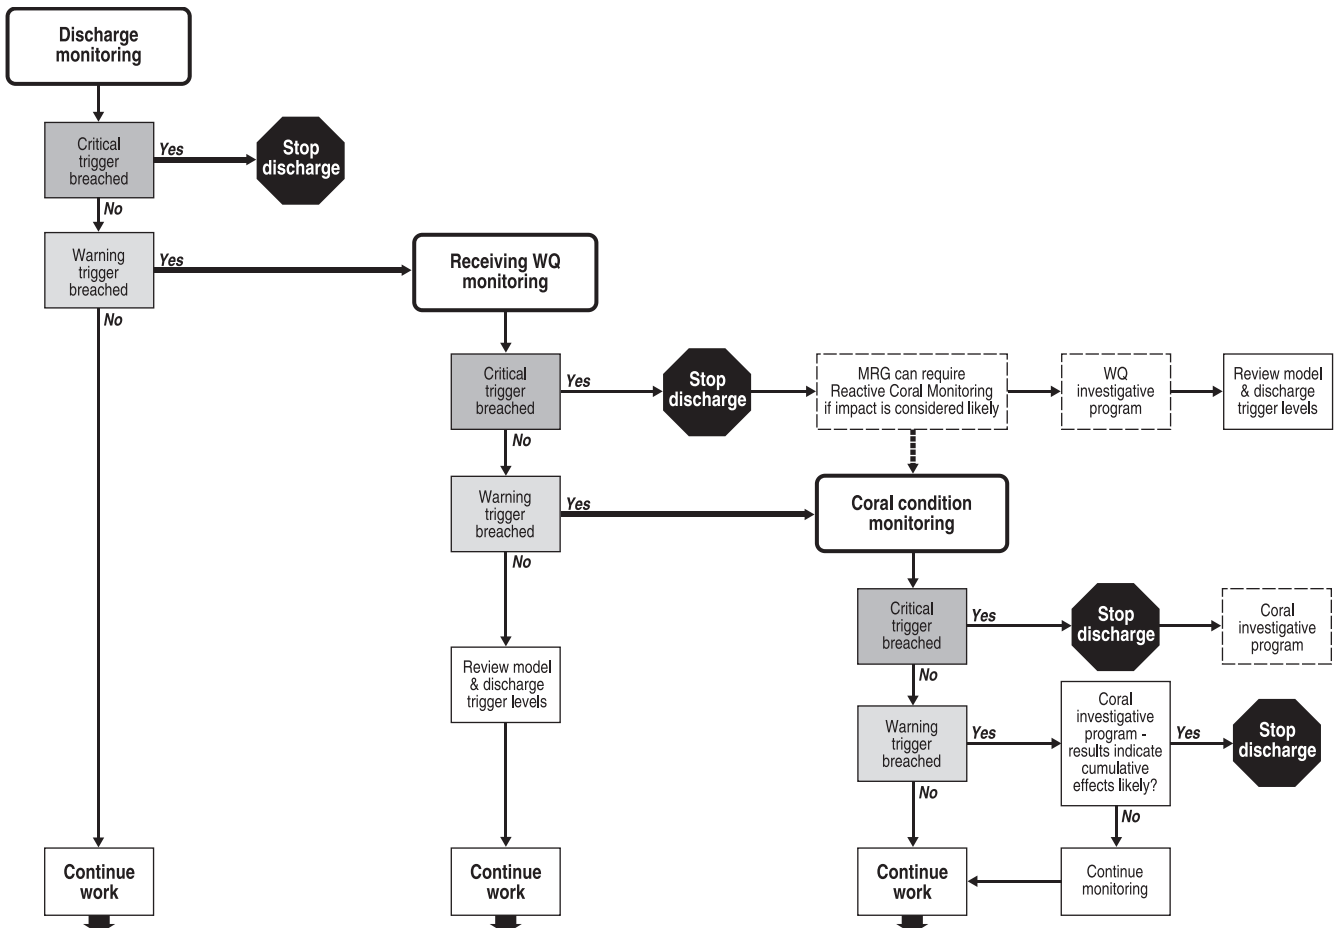 Discharge
monitoring
Critical
trigger
breached
Yes
Stop
discharge
No
Warning
trigger
breached
Yes
No
Receiving WQ
monitoring
Critical
trigger
breached
Yes
Stop
discharge
MRG can require
Reactive Coral Monitoring
if impact is considered likely
WQ
investigative
program
Review model
& discharge
trigger levels
No
Warning
trigger
breached
Yes
No
Coral condition
monitoring
Critical
trigger
breached
Yes
Stop
discharge
Coral
investigative
program
No
Review model
& discharge
trigger levels
Warning
trigger
breached
Yes
Coral
investigative
program -
results indicate
cumulative
effects likely?
Yes
Stop
discharge
No
No
Continue
work
Continue
work
Continue
work
Continue
monitoring